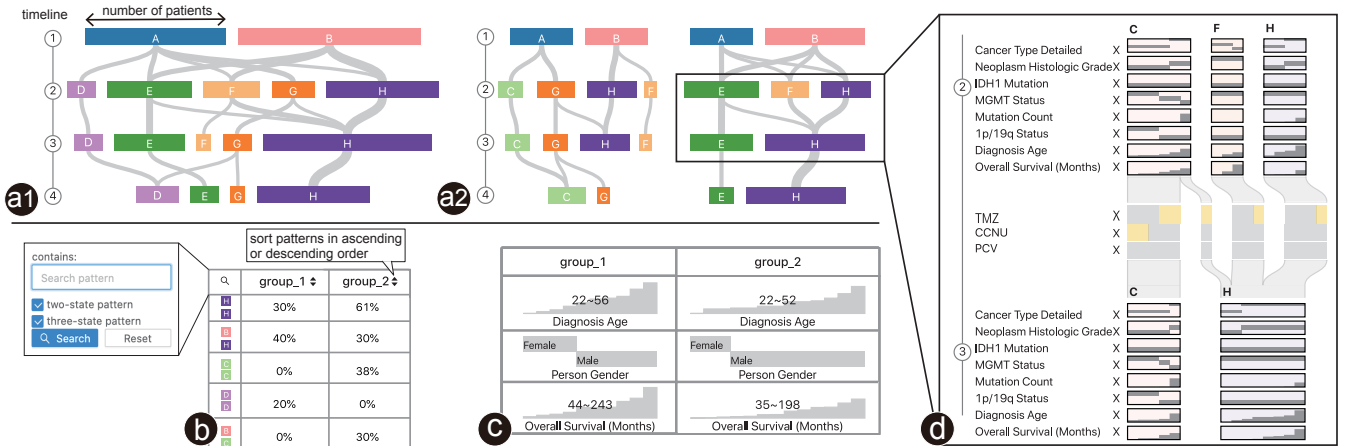 timeline
number of patients
1
A
B
2
D
E
F
G
H
3
D
E
F
G
H
4
D
E
G
H
a1
1
A
B
A
B
2
C
G
H
F
E
F
H
3
C
G
H
F
E
H
4
C
G
E
H
a2
contains:
Search pattern
two-state pattern
three-state pattern
Search
Reset
sort patterns in ascending
or descending order
group_1
group_2
H
H
30%
61%
B
H
40%
30%
C
C
0%
38%
D
D
20%
0%
B
C
0%
30%
b
group_1
group_2
22~56
Diagnosis Age
22~52
Diagnosis Age
Female
Male
Person Gender
Female
Male
Person Gender
44~243
Overall Survival (Months)
35~198
Overall Survival (Months)
c
C
F
H
2
Cancer Type Detailed X
Neoplasm Histologic Grade X
IDH1 Mutation X
MGMT Status X
Mutation Count X
1p/19q Status X
Diagnosis Age X
Overall Survival (Months) X
TMZ X
CCNU X
PCV X
C
H
3
Cancer Type Detailed X
Neoplasm Histologic Grade X
IDH1 Mutation X
MGMT Status X
Mutation Count X
1p/19q Status X
Diagnosis Age X
Overall Survival (Months) X
d